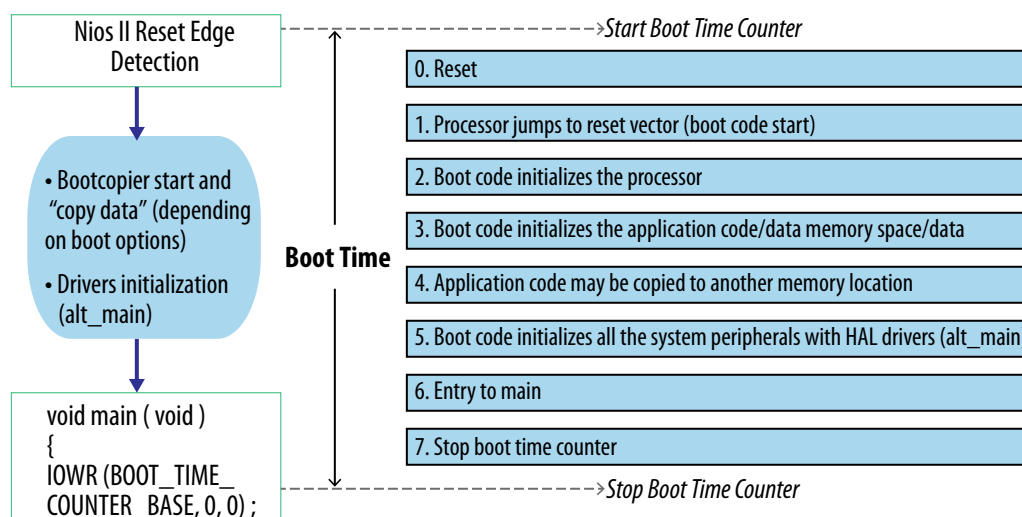 Nios II Reset Edge
Detection
Start Boot Time Counter
• Bootcopier start and
"copy data" (depending
on boot options)
• Drivers initialization
(alt_main)
void main ( void )
{
IOWR (BOOT_TIME_
COUNTER_BASE, 0, 0) ;
Boot Time
0. Reset
1. Processor jumps to reset vector (boot code start)
2. Boot code initializes the processor
3. Boot code initializes the application code/data memory space/data
4. Application code may be copied to another memory location
5. Boot code initializes all the system peripherals with HAL drivers (alt_main)
6. Entry to main
7. Stop boot time counter
Stop Boot Time Counter